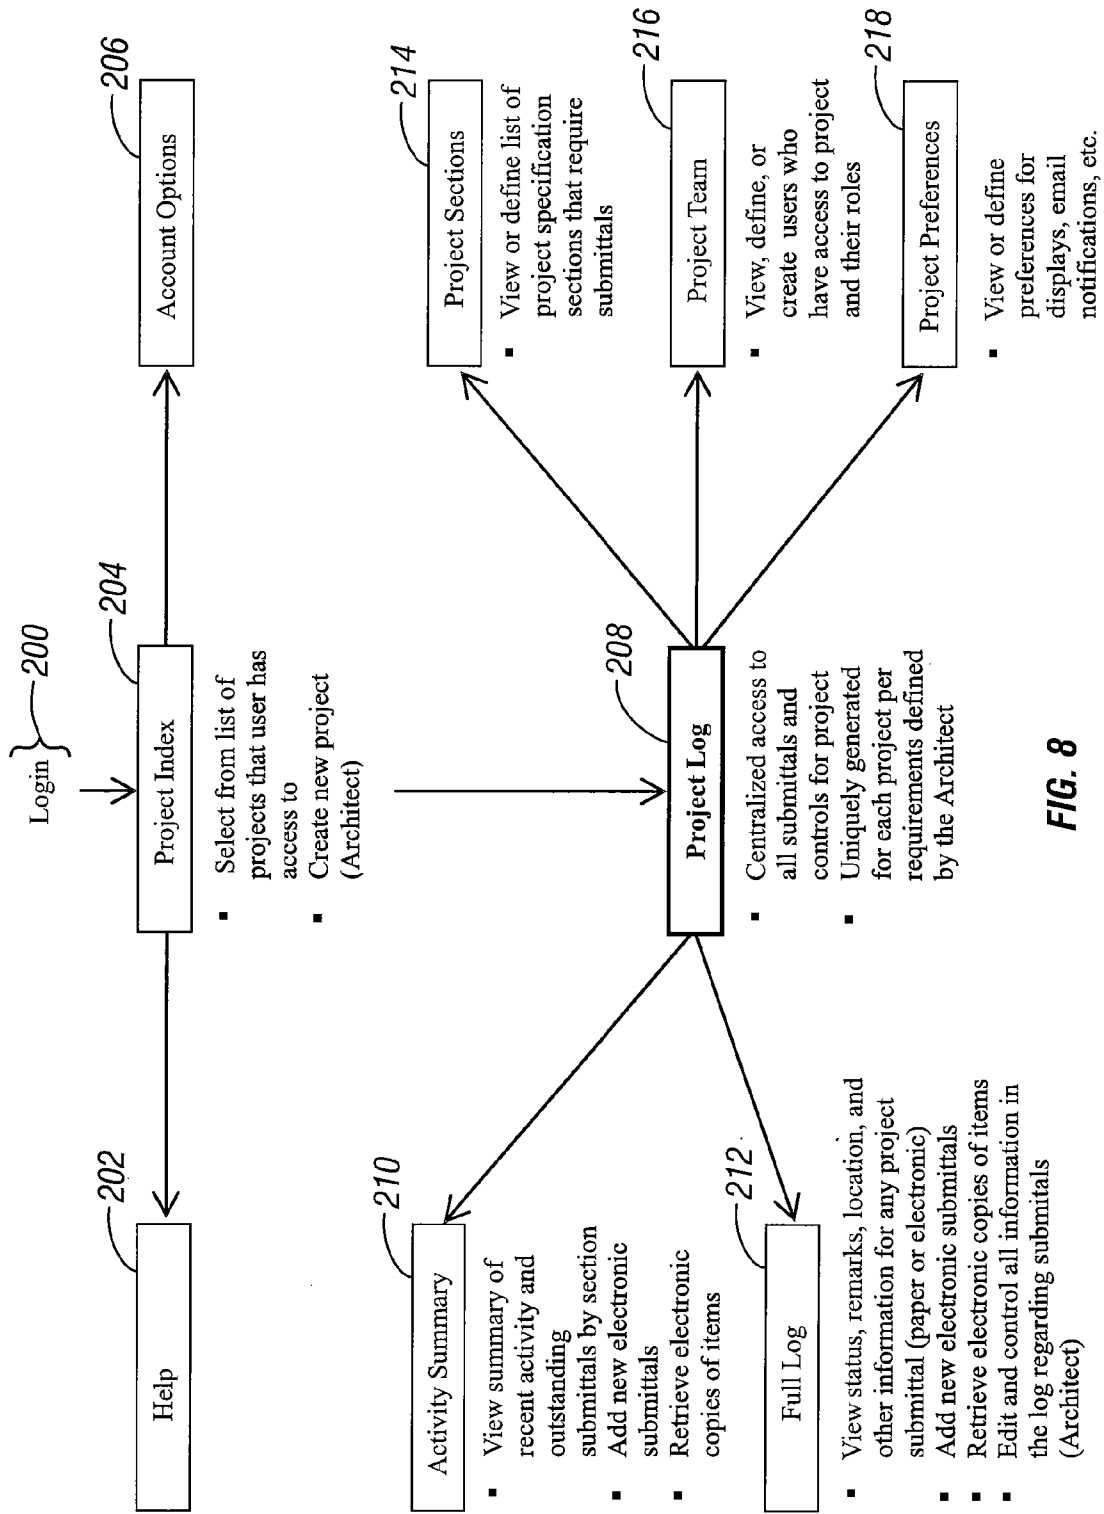 Login } 200
Help
202
Project Index
204
▪ Select from list of
projects that user has
access to
▪ Create new project
(Architect)
Account Options
206
Activity Summary
210
▪ View summary of
recent activity and
outstanding
submittals by section
▪ Add new electronic
submittals
▪ Retrieve electronic
copies of items
Full Log
212
▪ View status, remarks, location, and
other information for any project
submittal (paper or electronic)
▪ Add new electronic submittals
▪ Retrieve electronic copies of items
▪ Edit and control all information in
the log regarding submitals
(Architect)
Project Log
208
▪ Centralized access to
all submittals and
controls for project
▪ Uniquely generated
for each project per
requirements defined
by the Architect
Project Sections
214
▪ View or define list of
project specification
sections that require
submittals
Project Team
216
▪ View, define, or
create users who
have access to project
and their roles
Project Preferences
218
▪ View or define
preferences for
displays, email
notifications, etc.
FIG. 8